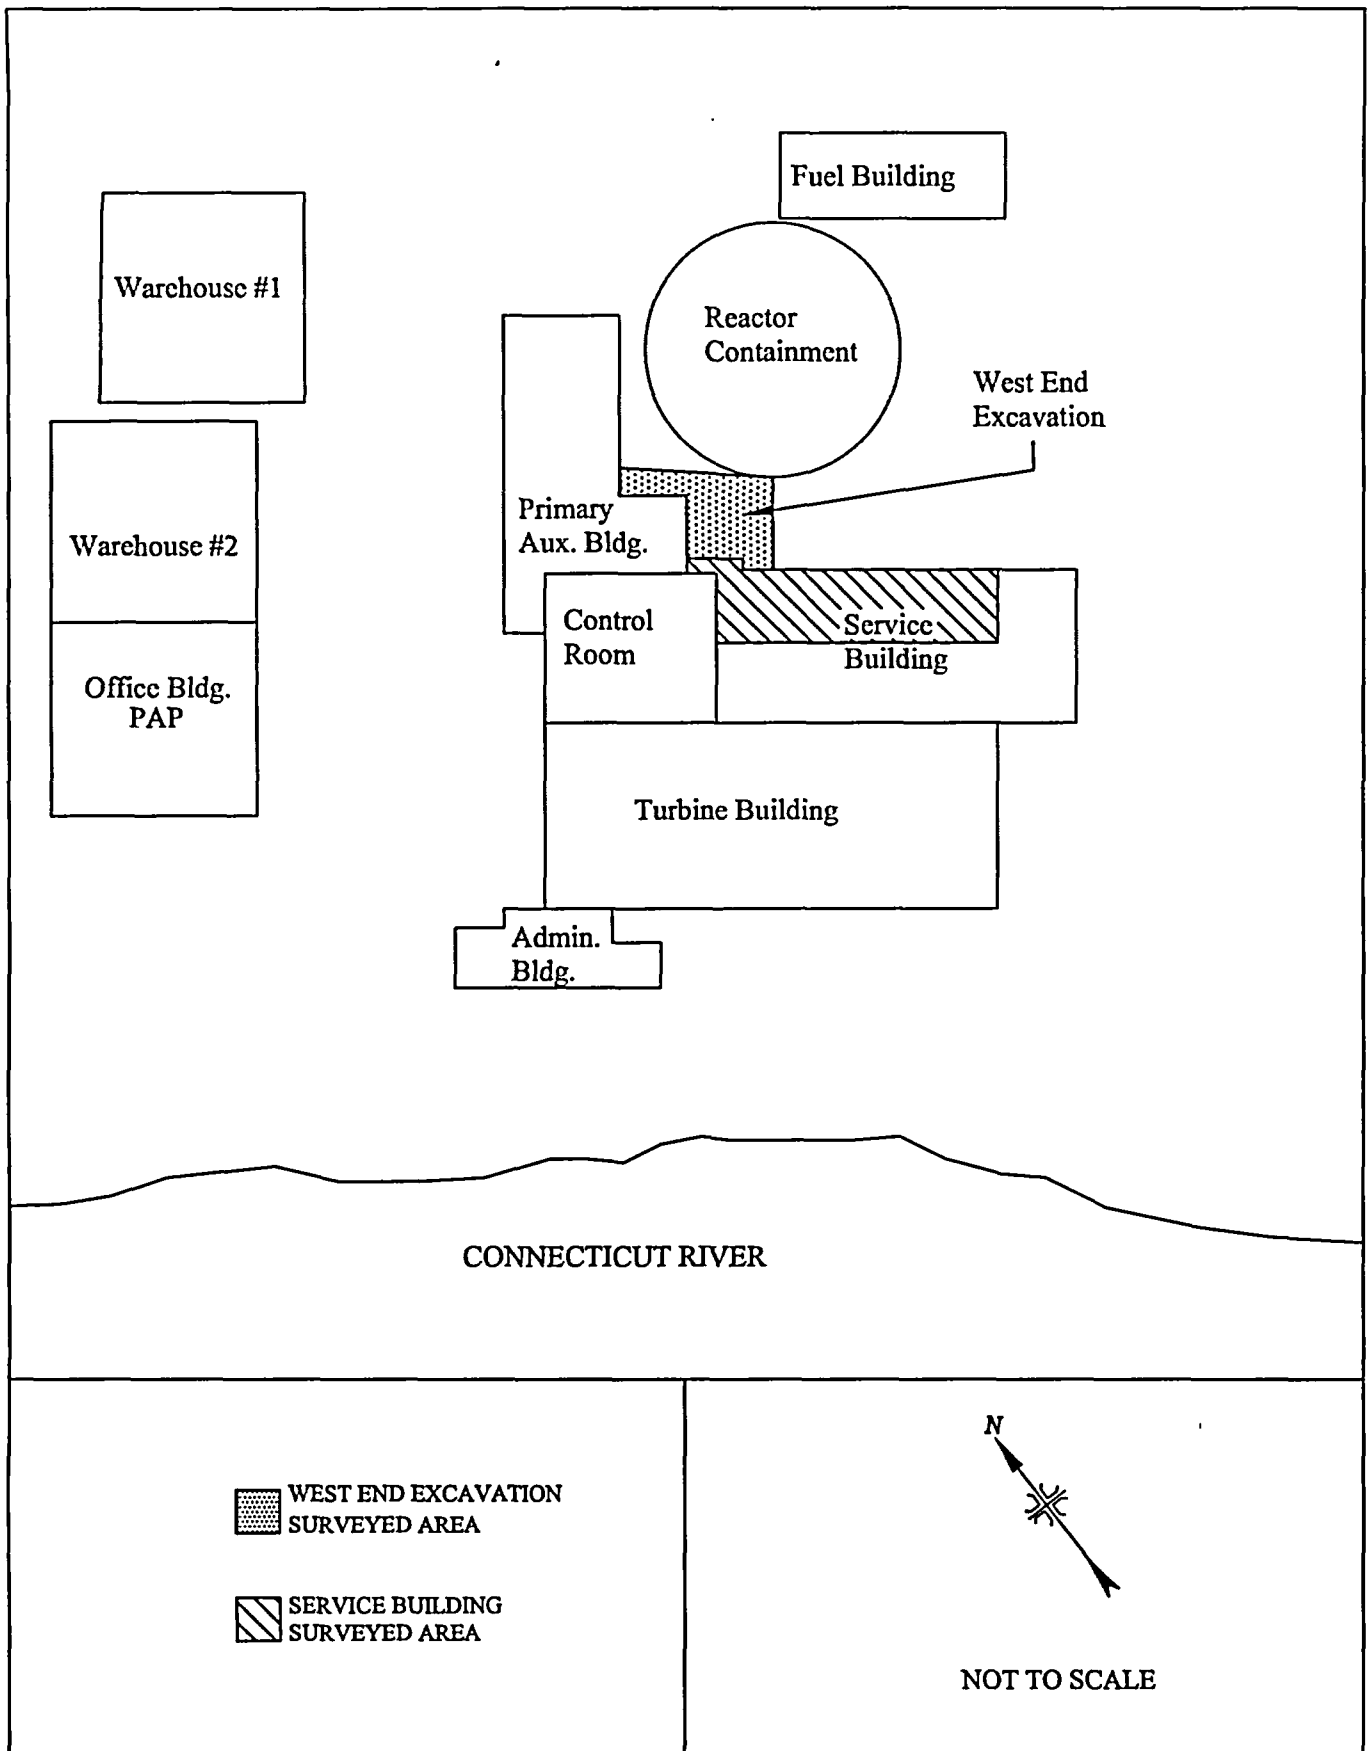 Fuel Building
Warehouse #1
Reactor
Containment
West End
Excavation
Primary
Aux. Bldg.
Warehouse #2
Control
Room
Service
Building
Office Bldg.
PAP
Turbine Building
Admin.
Bldg.
CONNECTICUT RIVER
WEST END EXCAVATION
SURVEYED AREA
SERVICE BUILDING
SURVEYED AREA
N
NOT TO SCALE